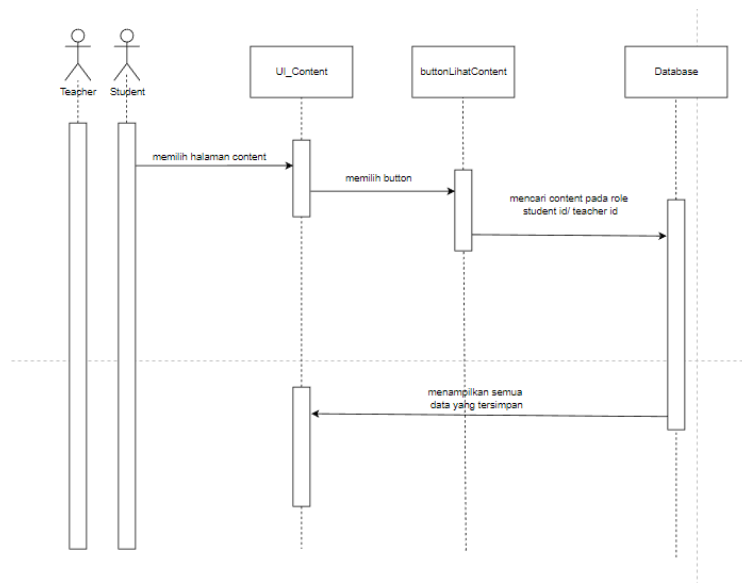 Teacher
Student
UI_Content
buttonLihatContent
Database
memilih halaman content
memilih button
mencari content pada role
student id/ teacher id
menampilkan semua
data yang tersimpan